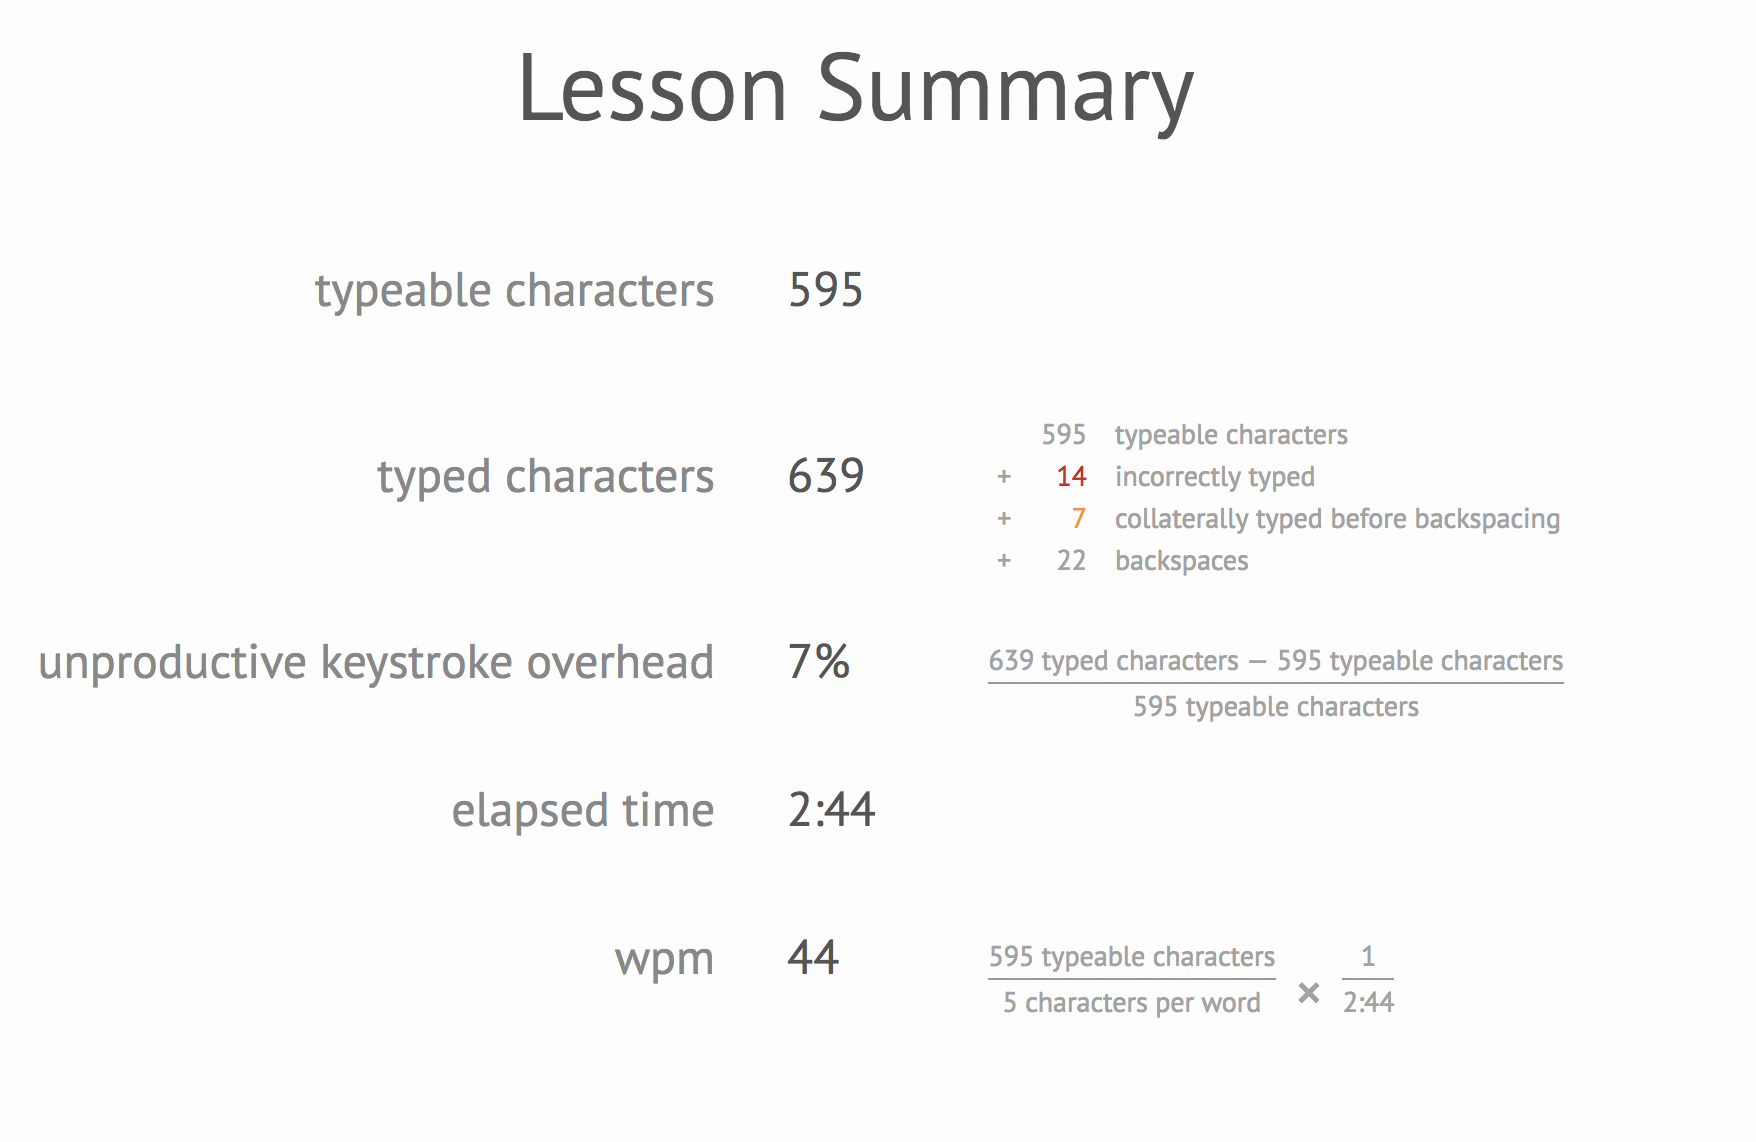 Lesson Summary
typeable characters 595
typed characters 639
595 typeable characters
+ 14 incorrectly typed
+ 7 collaterally typed before backspacing
+ 22 backspaces
unproductive keystroke overhead 7%
639 typed characters — 595 typeable characters
595 typeable characters
elapsed time 2:44
wpm 44
595 typeable characters
5 characters per word
×
1
2:44